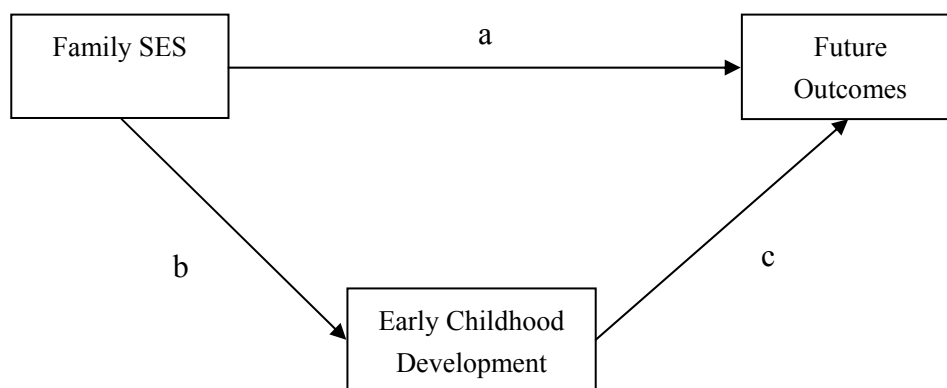 Family SES
a
Future
Outcomes
b
c
Early Childhood
Development